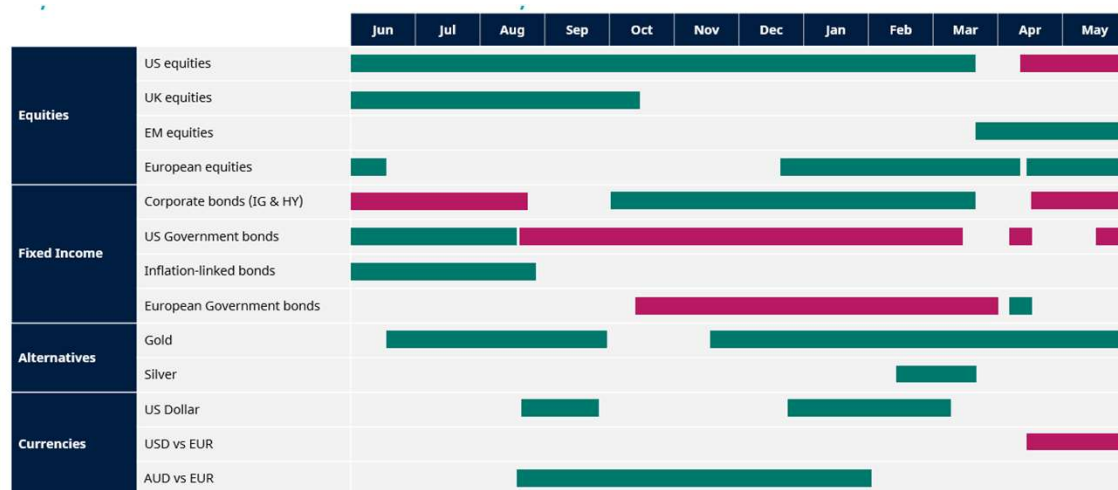 Jun Jul Aug Sep Oct Nov Dec Jan Feb Mar Apr May
Equities
US equities
UK equities
EM equities
European equities
Fixed Income
Corporate bonds (IG & HY)
US Government bonds
Inflation-linked bonds
European Government bonds
Alternatives
Gold
Silver
Currencies
US Dollar
USD vs EUR
AUD vs EUR